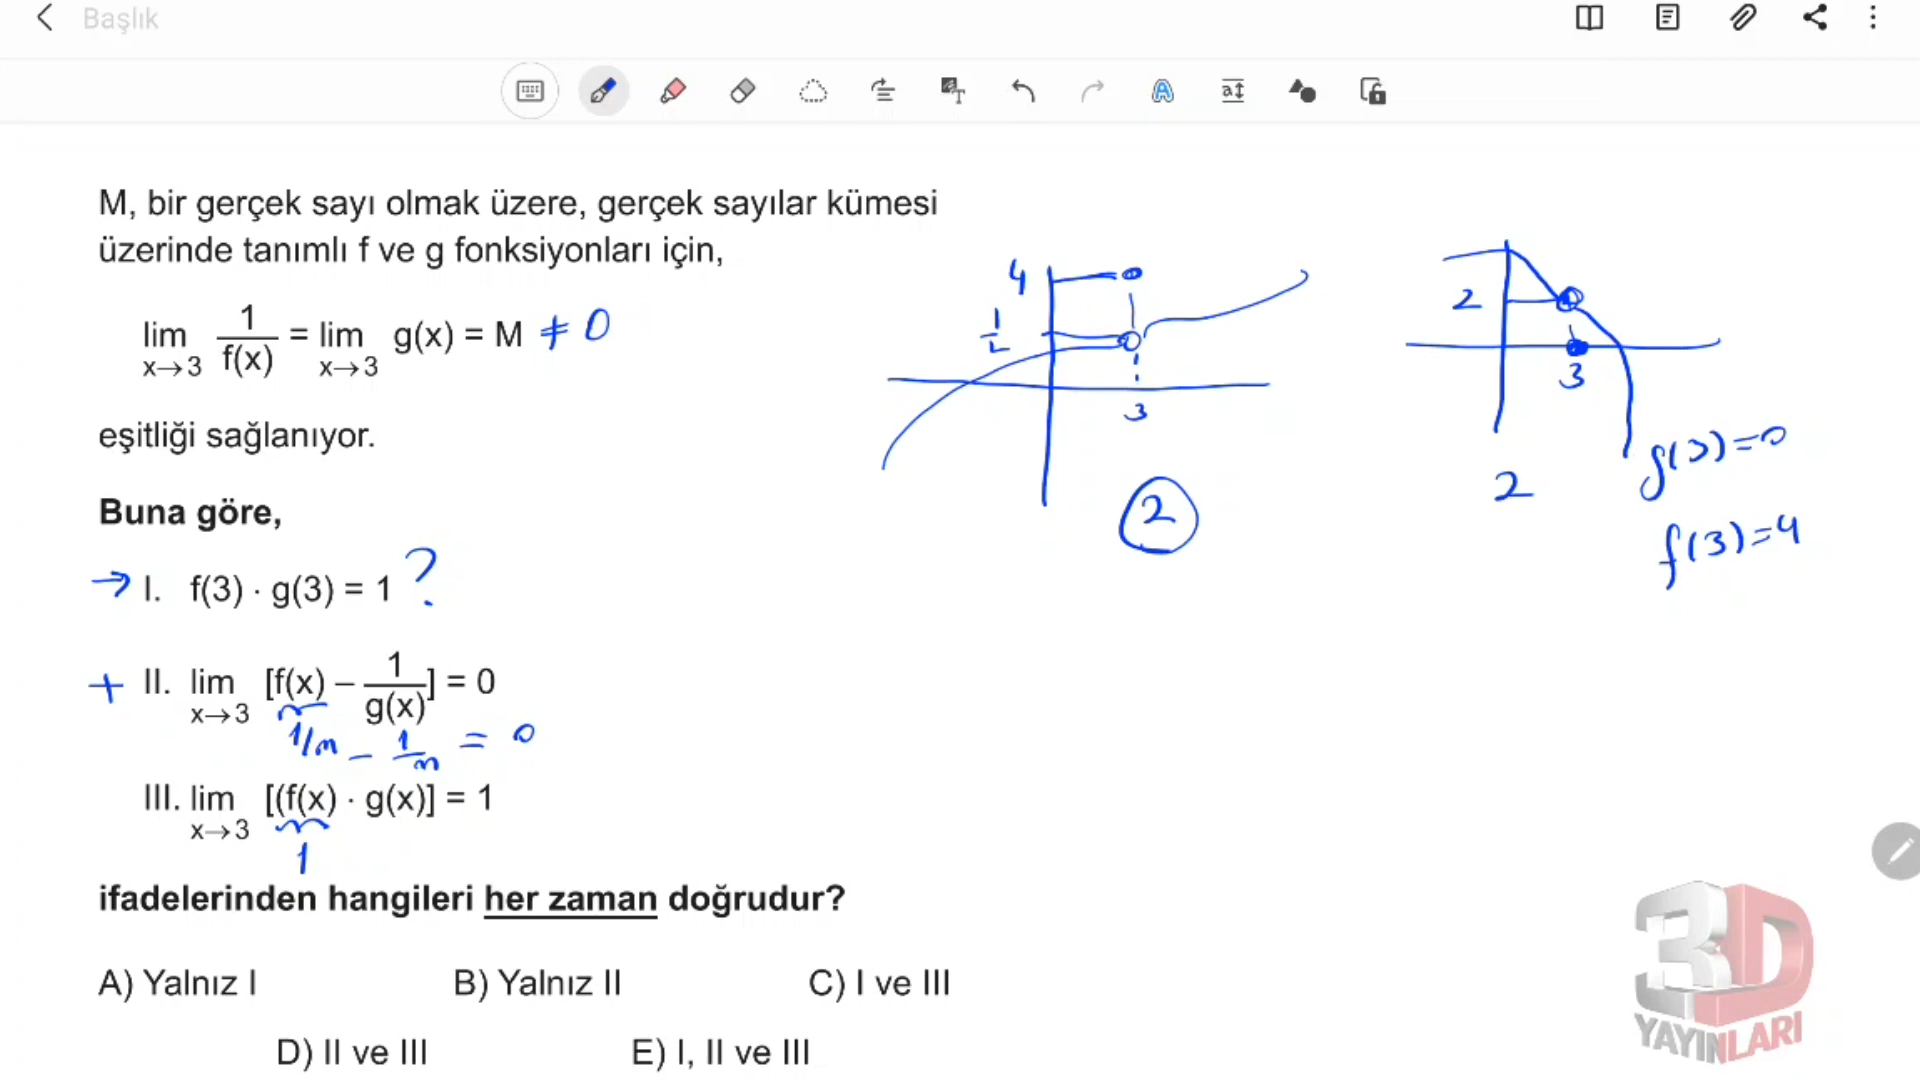 Başlık
M, bir gerçek sayı olmak üzere, gerçek sayılar kümesi
üzerinde tanımlı f ve g fonksiyonları için,
lim x→3 1/f(x) = lim x→3 g(x) = M ≠ 0
eşitliği sağlanıyor.
Buna göre,
→ I. f(3) · g(3) = 1 ?
+ II. lim x→3 [f(x) – 1/g(x)] = 0
1/m – 1/m = 0
III. lim x→3 [(f(x) · g(x)] = 1
1
ifadelerinden hangileri her zaman doğrudur?
A) Yalnız I B) Yalnız II C) I ve III
D) II ve III E) I, II ve III
4
3
2
2
3
2
g(3)=0
f(3)=4
3D
YAYINLARI